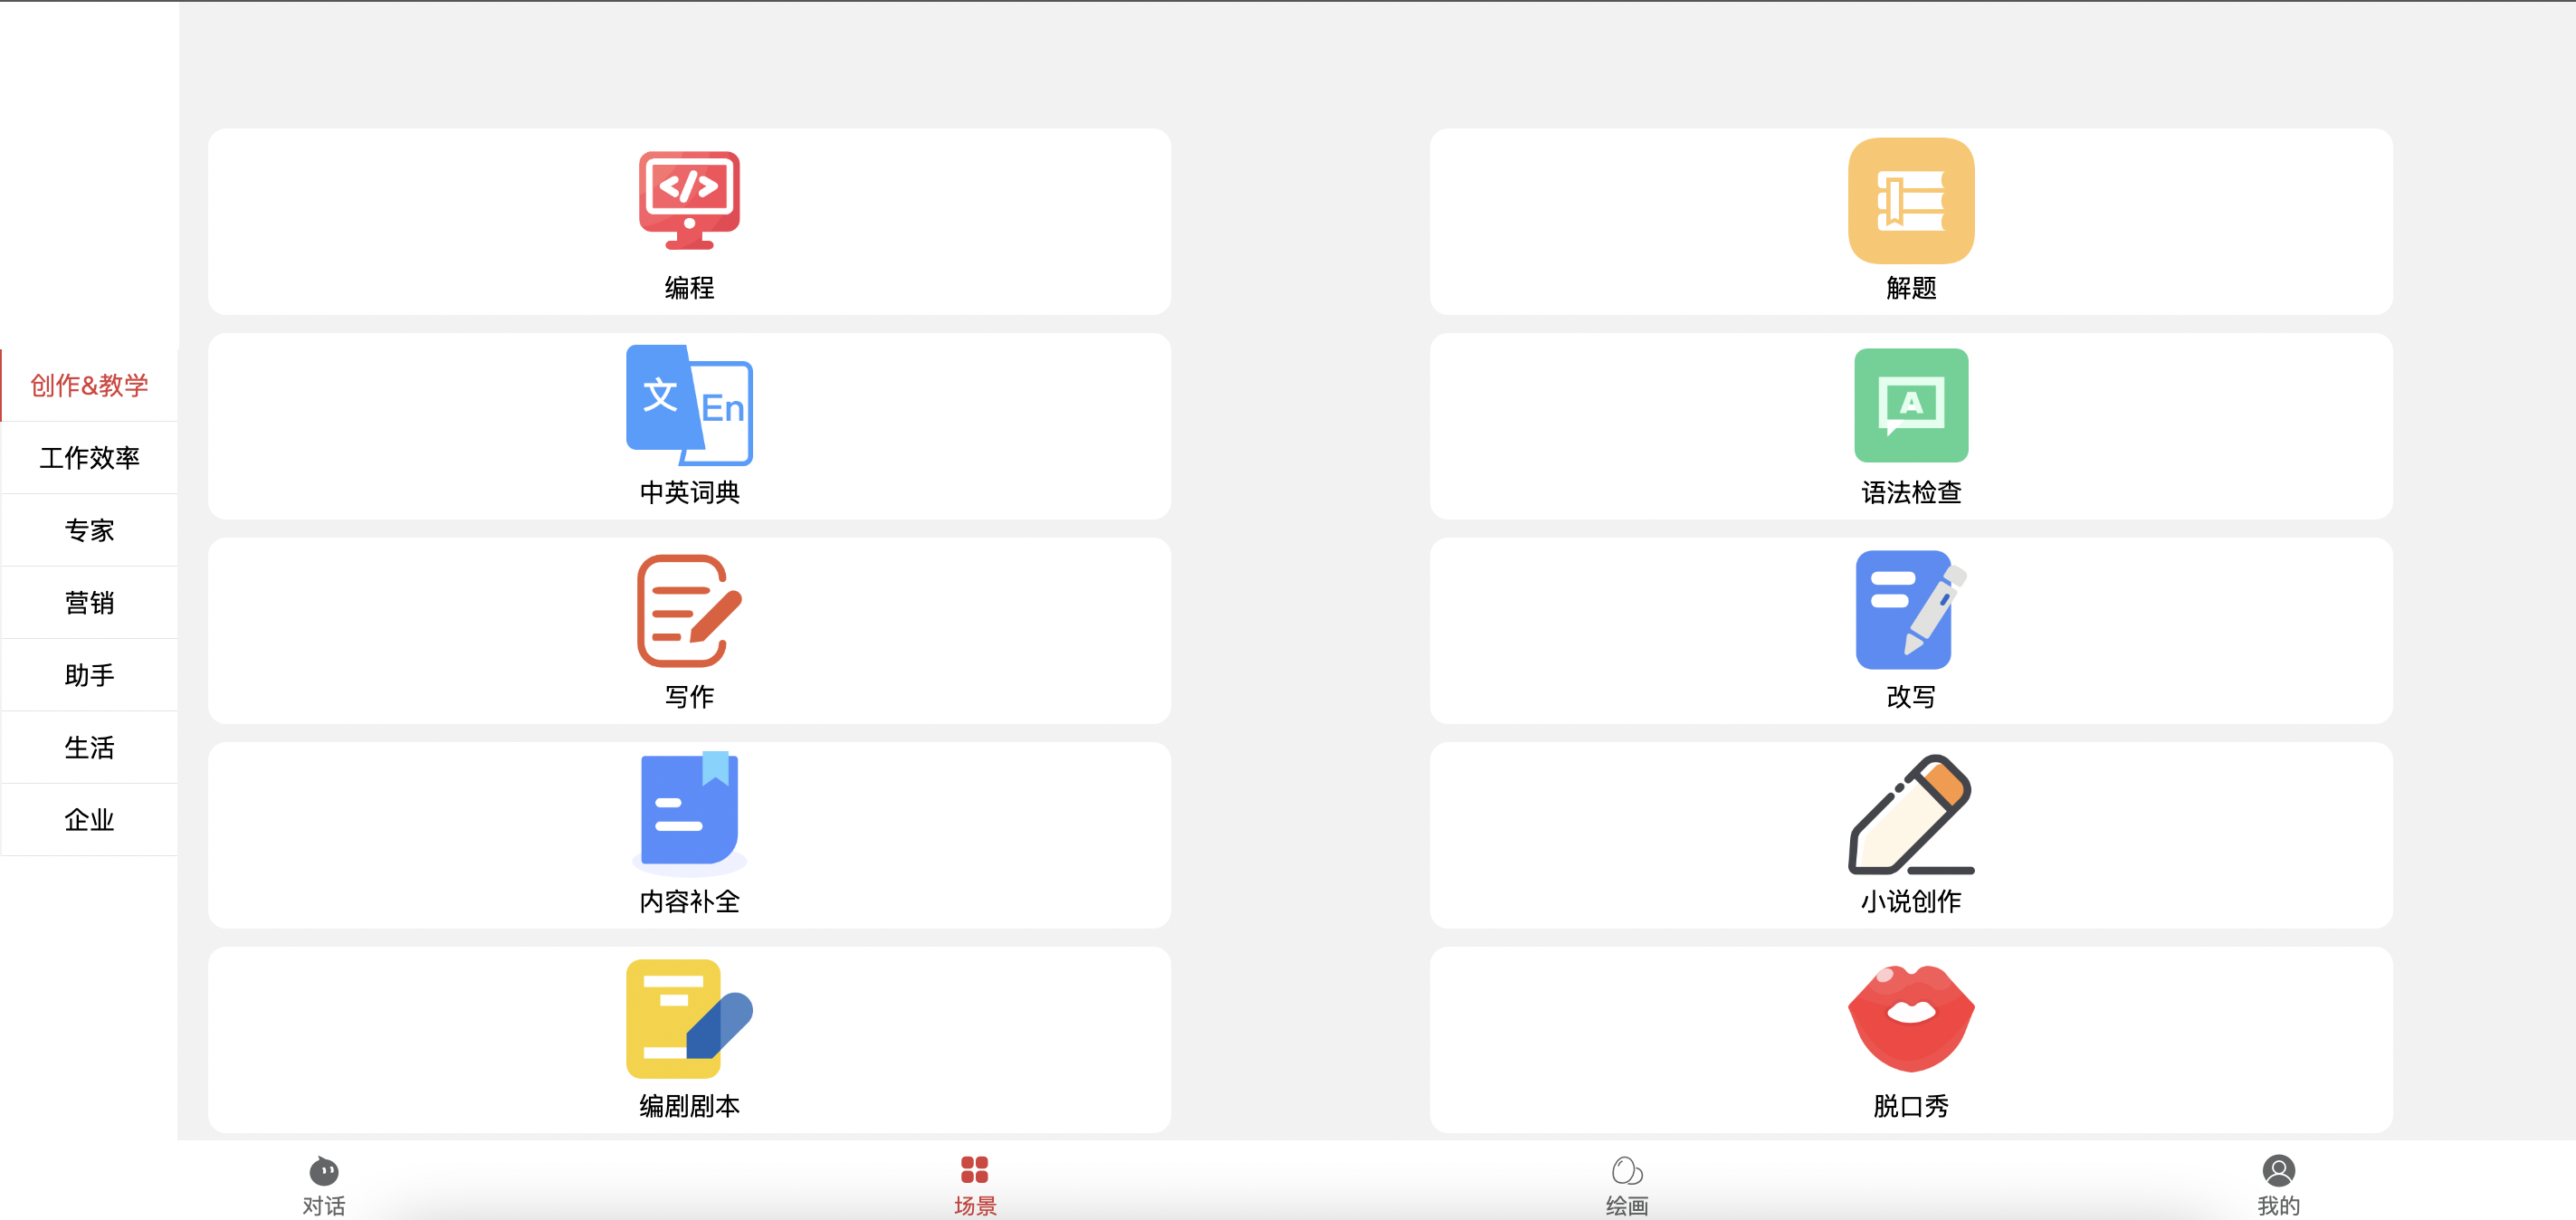 创作&教学
工作效率
专家
营销
助手
生活
企业
</>
编程
解题
文 En
中英词典
A
语法检查
写作
改写
内容补全
小说创作
编剧剧本
脱口秀
对话
场景
绘画
我的